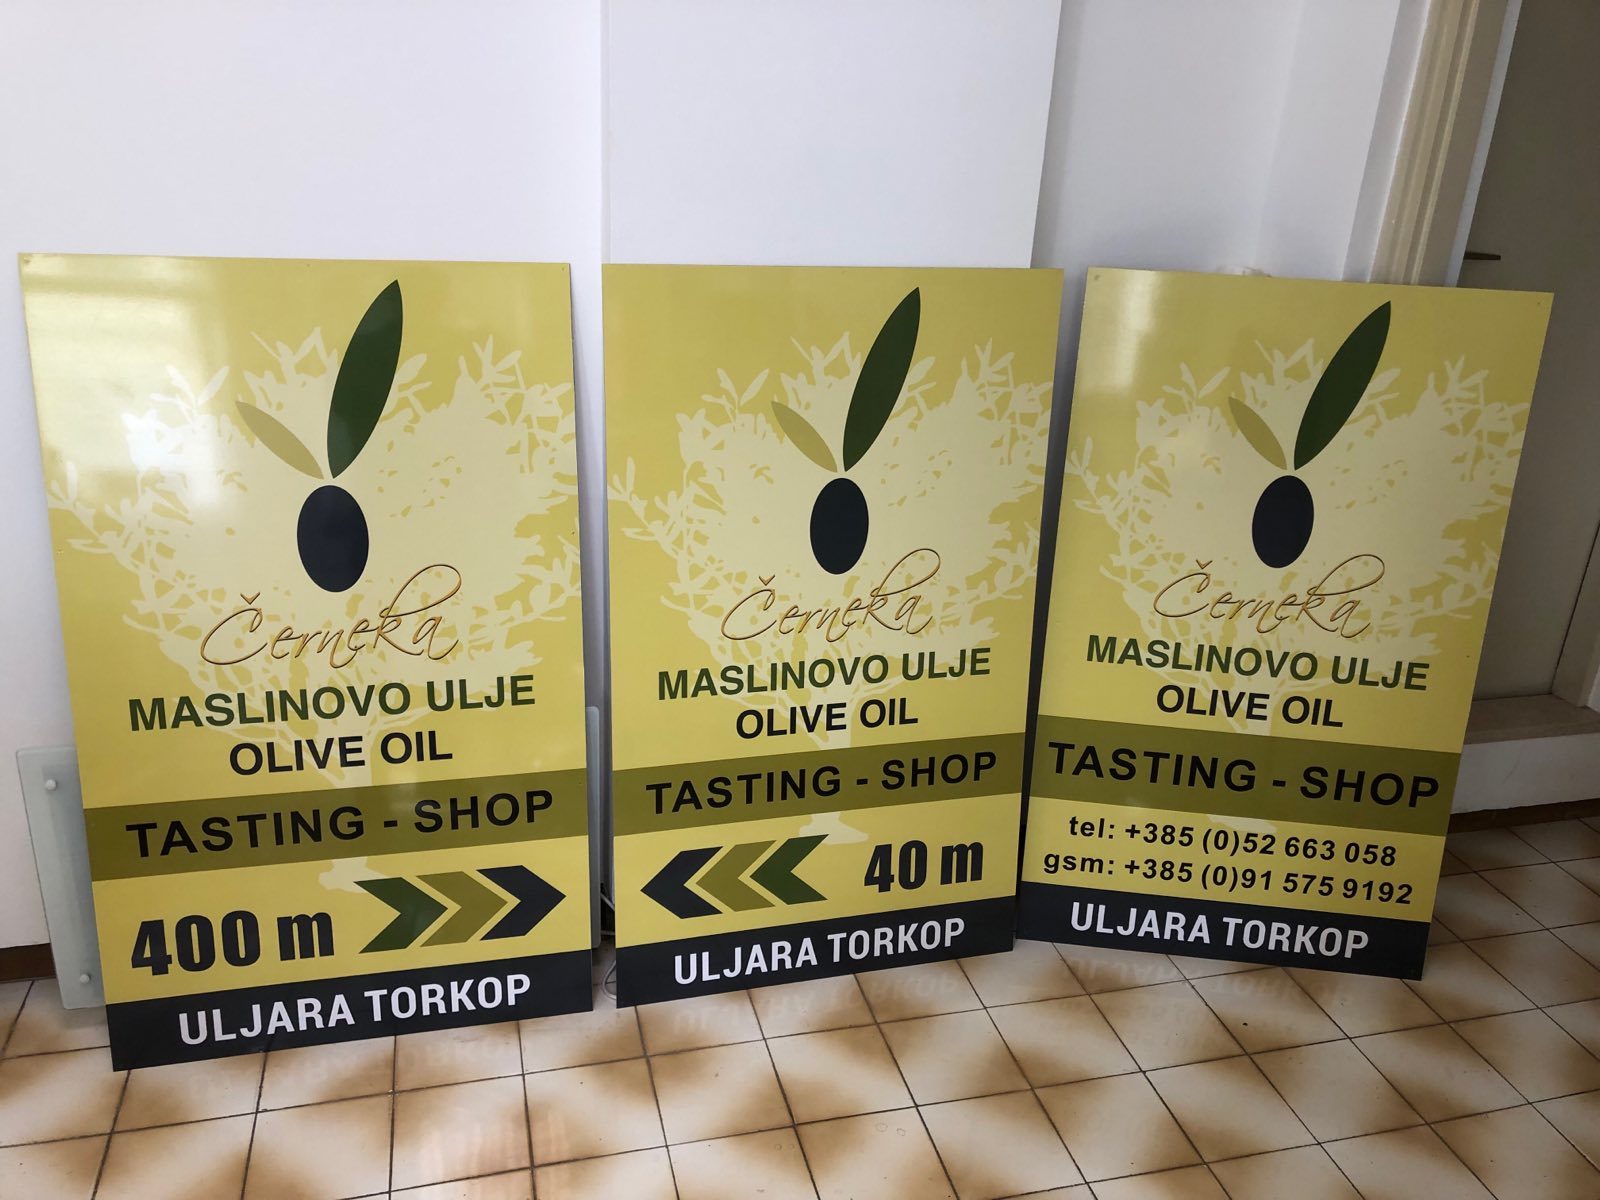 Černeka
MASLINOVO ULJE
OLIVE OIL
TASTING - SHOP
400 m
ULJARA TORKOP
Černeka
MASLINOVO ULJE
OLIVE OIL
TASTING - SHOP
40 m
ULJARA TORKOP
Černeka
MASLINOVO ULJE
OLIVE OIL
TASTING - SHOP
tel: +385 (0)52 663 058
gsm: +385 (0)91 575 9192
ULJARA TORKOP